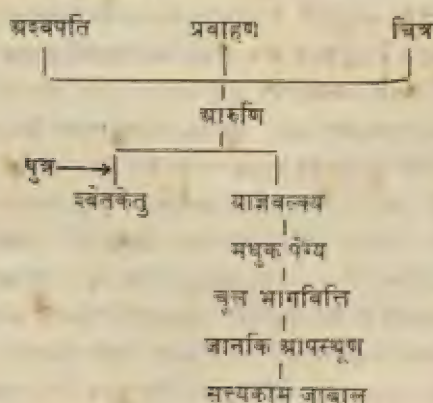 अश्वपति प्रवाहण चित्र
आरुणि
पुत्र
श्वेतकेतु याज्ञवल्क्य
मधुक पैंग्य
चूल भागवित्ति
जानकि आयस्थूण
सत्यकाम जाबाल